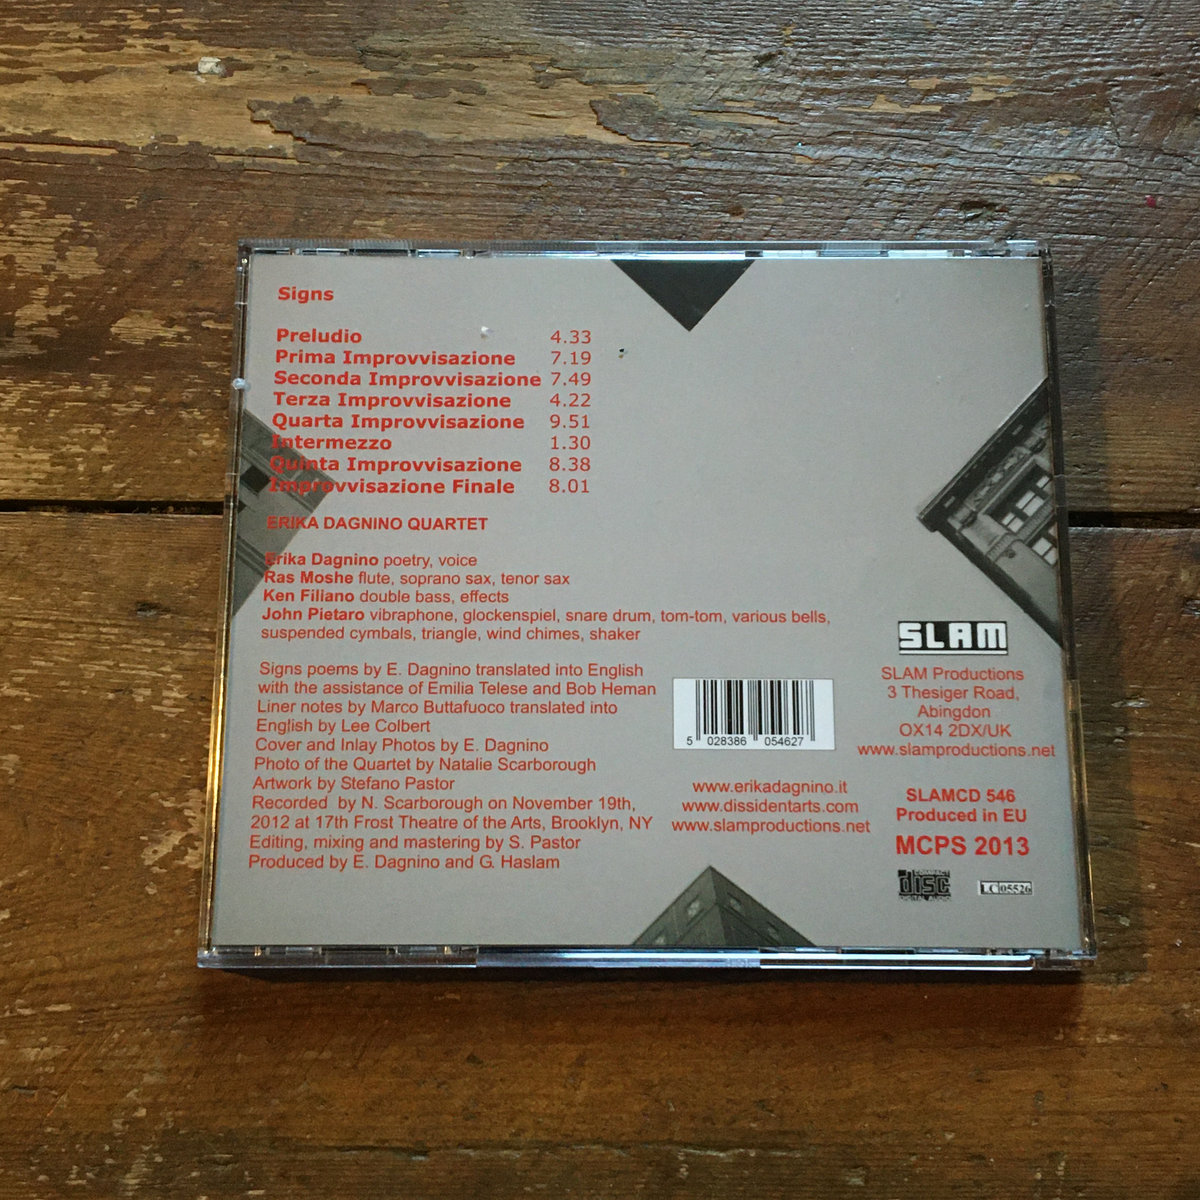 Signs
Preludio 4.33
Prima Improvvisazione 7.19
Seconda Improvvisazione 7.49
Terza Improvvisazione 4.22
Quarta Improvvisazione 9.51
Intermezzo 1.30
Quinta Improvvisazione 8.38
Improvvisazione Finale 8.01
ERIKA DAGNINO QUARTET
Erika Dagnino poetry, voice
Ras Moshe flute, soprano sax, tenor sax
Ken Filiano double bass, effects
John Pietaro vibraphone, glockenspiel, snare drum, tom-tom, various bells,
suspended cymbals, triangle, wind chimes, shaker
Signs poems by E. Dagnino translated into English
with the assistance of Emilia Telese and Bob Heman
Liner notes by Marco Buttafuoco translated into
English by Lee Colbert
Cover and Inlay Photos by E. Dagnino
Photo of the Quartet by Natalie Scarborough
Artwork by Stefano Pastor
Recorded by N. Scarborough on November 19th,
2012 at 17th Frost Theatre of the Arts, Brooklyn, NY
Editing, mixing and mastering by S. Pastor
Produced by E. Dagnino and G. Haslam
5 028386 054627
www.erikadagnino.it
www.dissidentarts.com
www.slamproductions.net
SLAM
SLAM Productions
3 Thesiger Road,
Abingdon
OX14 2DX/UK
www.slamproductions.net
SLAMCD 546
Produced in EU
MCPS 2013
COMPACT
disc
DIGITAL AUDIO
LC 05526